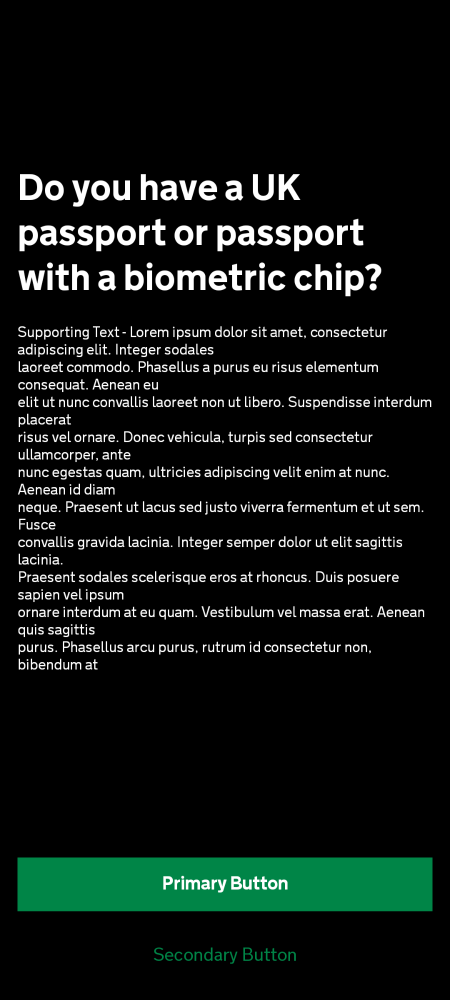 Do you have a UK
passport or passport
with a biometric chip?
Supporting Text - Lorem ipsum dolor sit amet, consectetur
adipiscing elit. Integer sodales
laoreet commodo. Phasellus a purus eu risus elementum
consequat. Aenean eu
elit ut nunc convallis laoreet non ut libero. Suspendisse interdum
placerat
risus vel ornare. Donec vehicula, turpis sed consectetur
ullamcorper, ante
nunc egestas quam, ultricies adipiscing velit enim at nunc.
Aenean id diam
neque. Praesent ut lacus sed justo viverra fermentum et ut sem.
Fusce
convallis gravida lacinia. Integer semper dolor ut elit sagittis
lacinia.
Praesent sodales scelerisque eros at rhoncus. Duis posuere
sapien vel ipsum
ornare interdum at eu quam. Vestibulum vel massa erat. Aenean
quis sagittis
purus. Phasellus arcu purus, rutrum id consectetur non,
bibendum at
Primary Button
Secondary Button